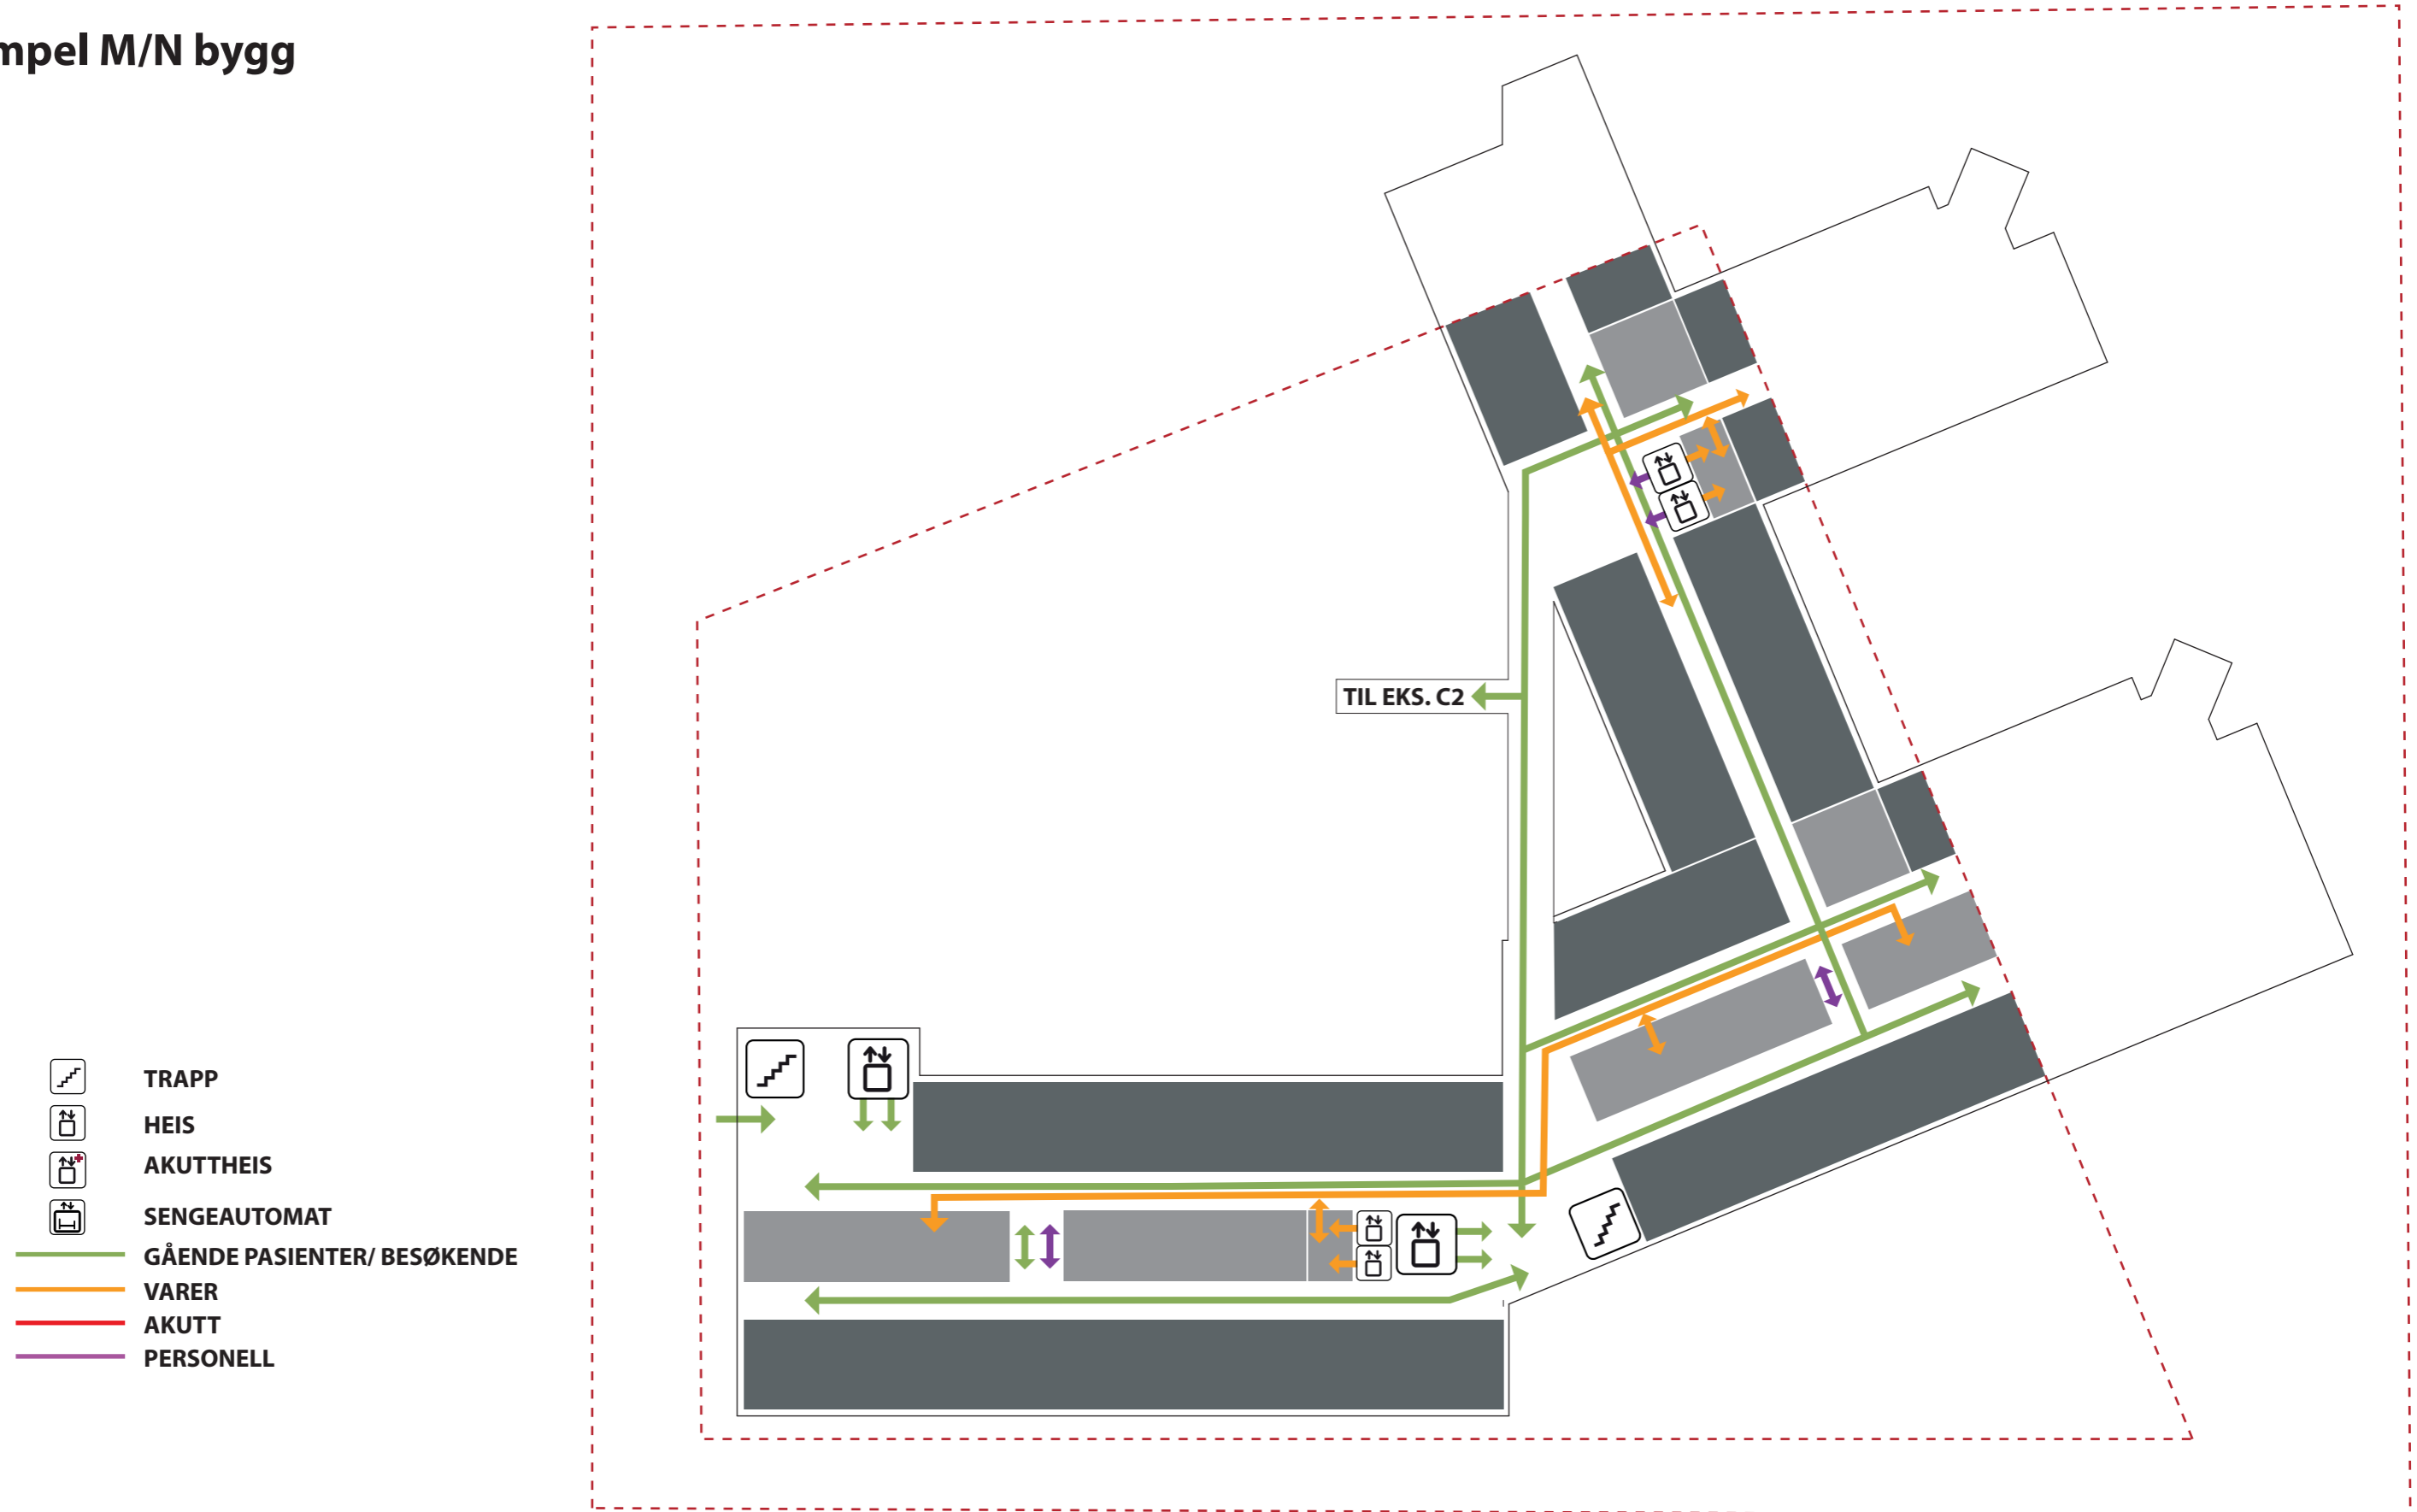 mpel M/N bygg
TIL EKS. C2
TRAPP
HEIS
AKUTTHEIS
SENGEAUTOMAT
GÅENDE PASIENTER/ BESØKENDE
VARER
AKUTT
PERSONELL